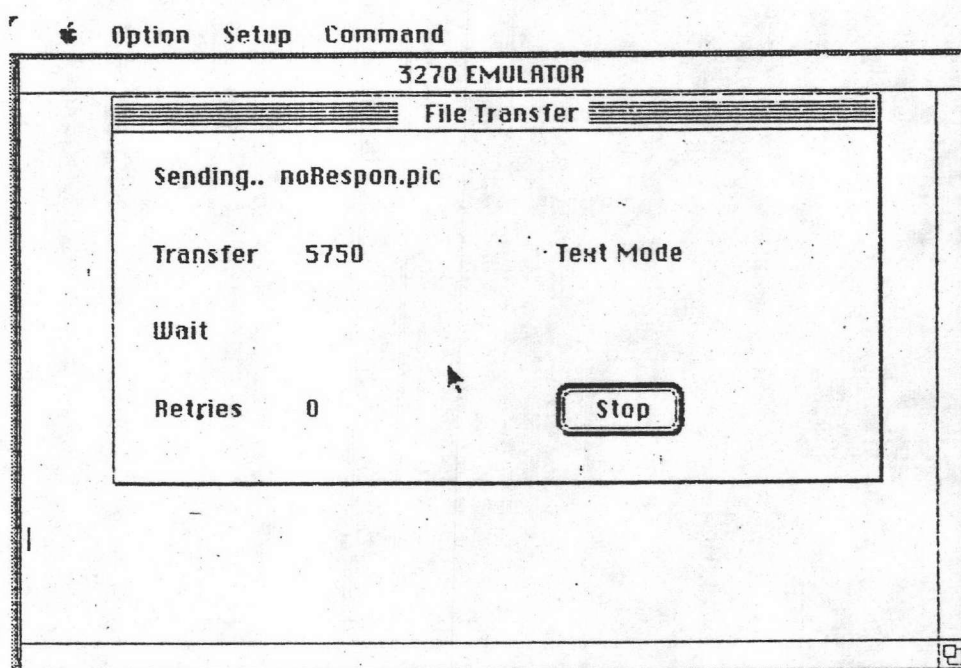 Option Setup Command
3270 EMULATOR
File Transfer
Sending.. noRespon.pic
Transfer 5750 Text Mode
Wait
Retries 0 Stop